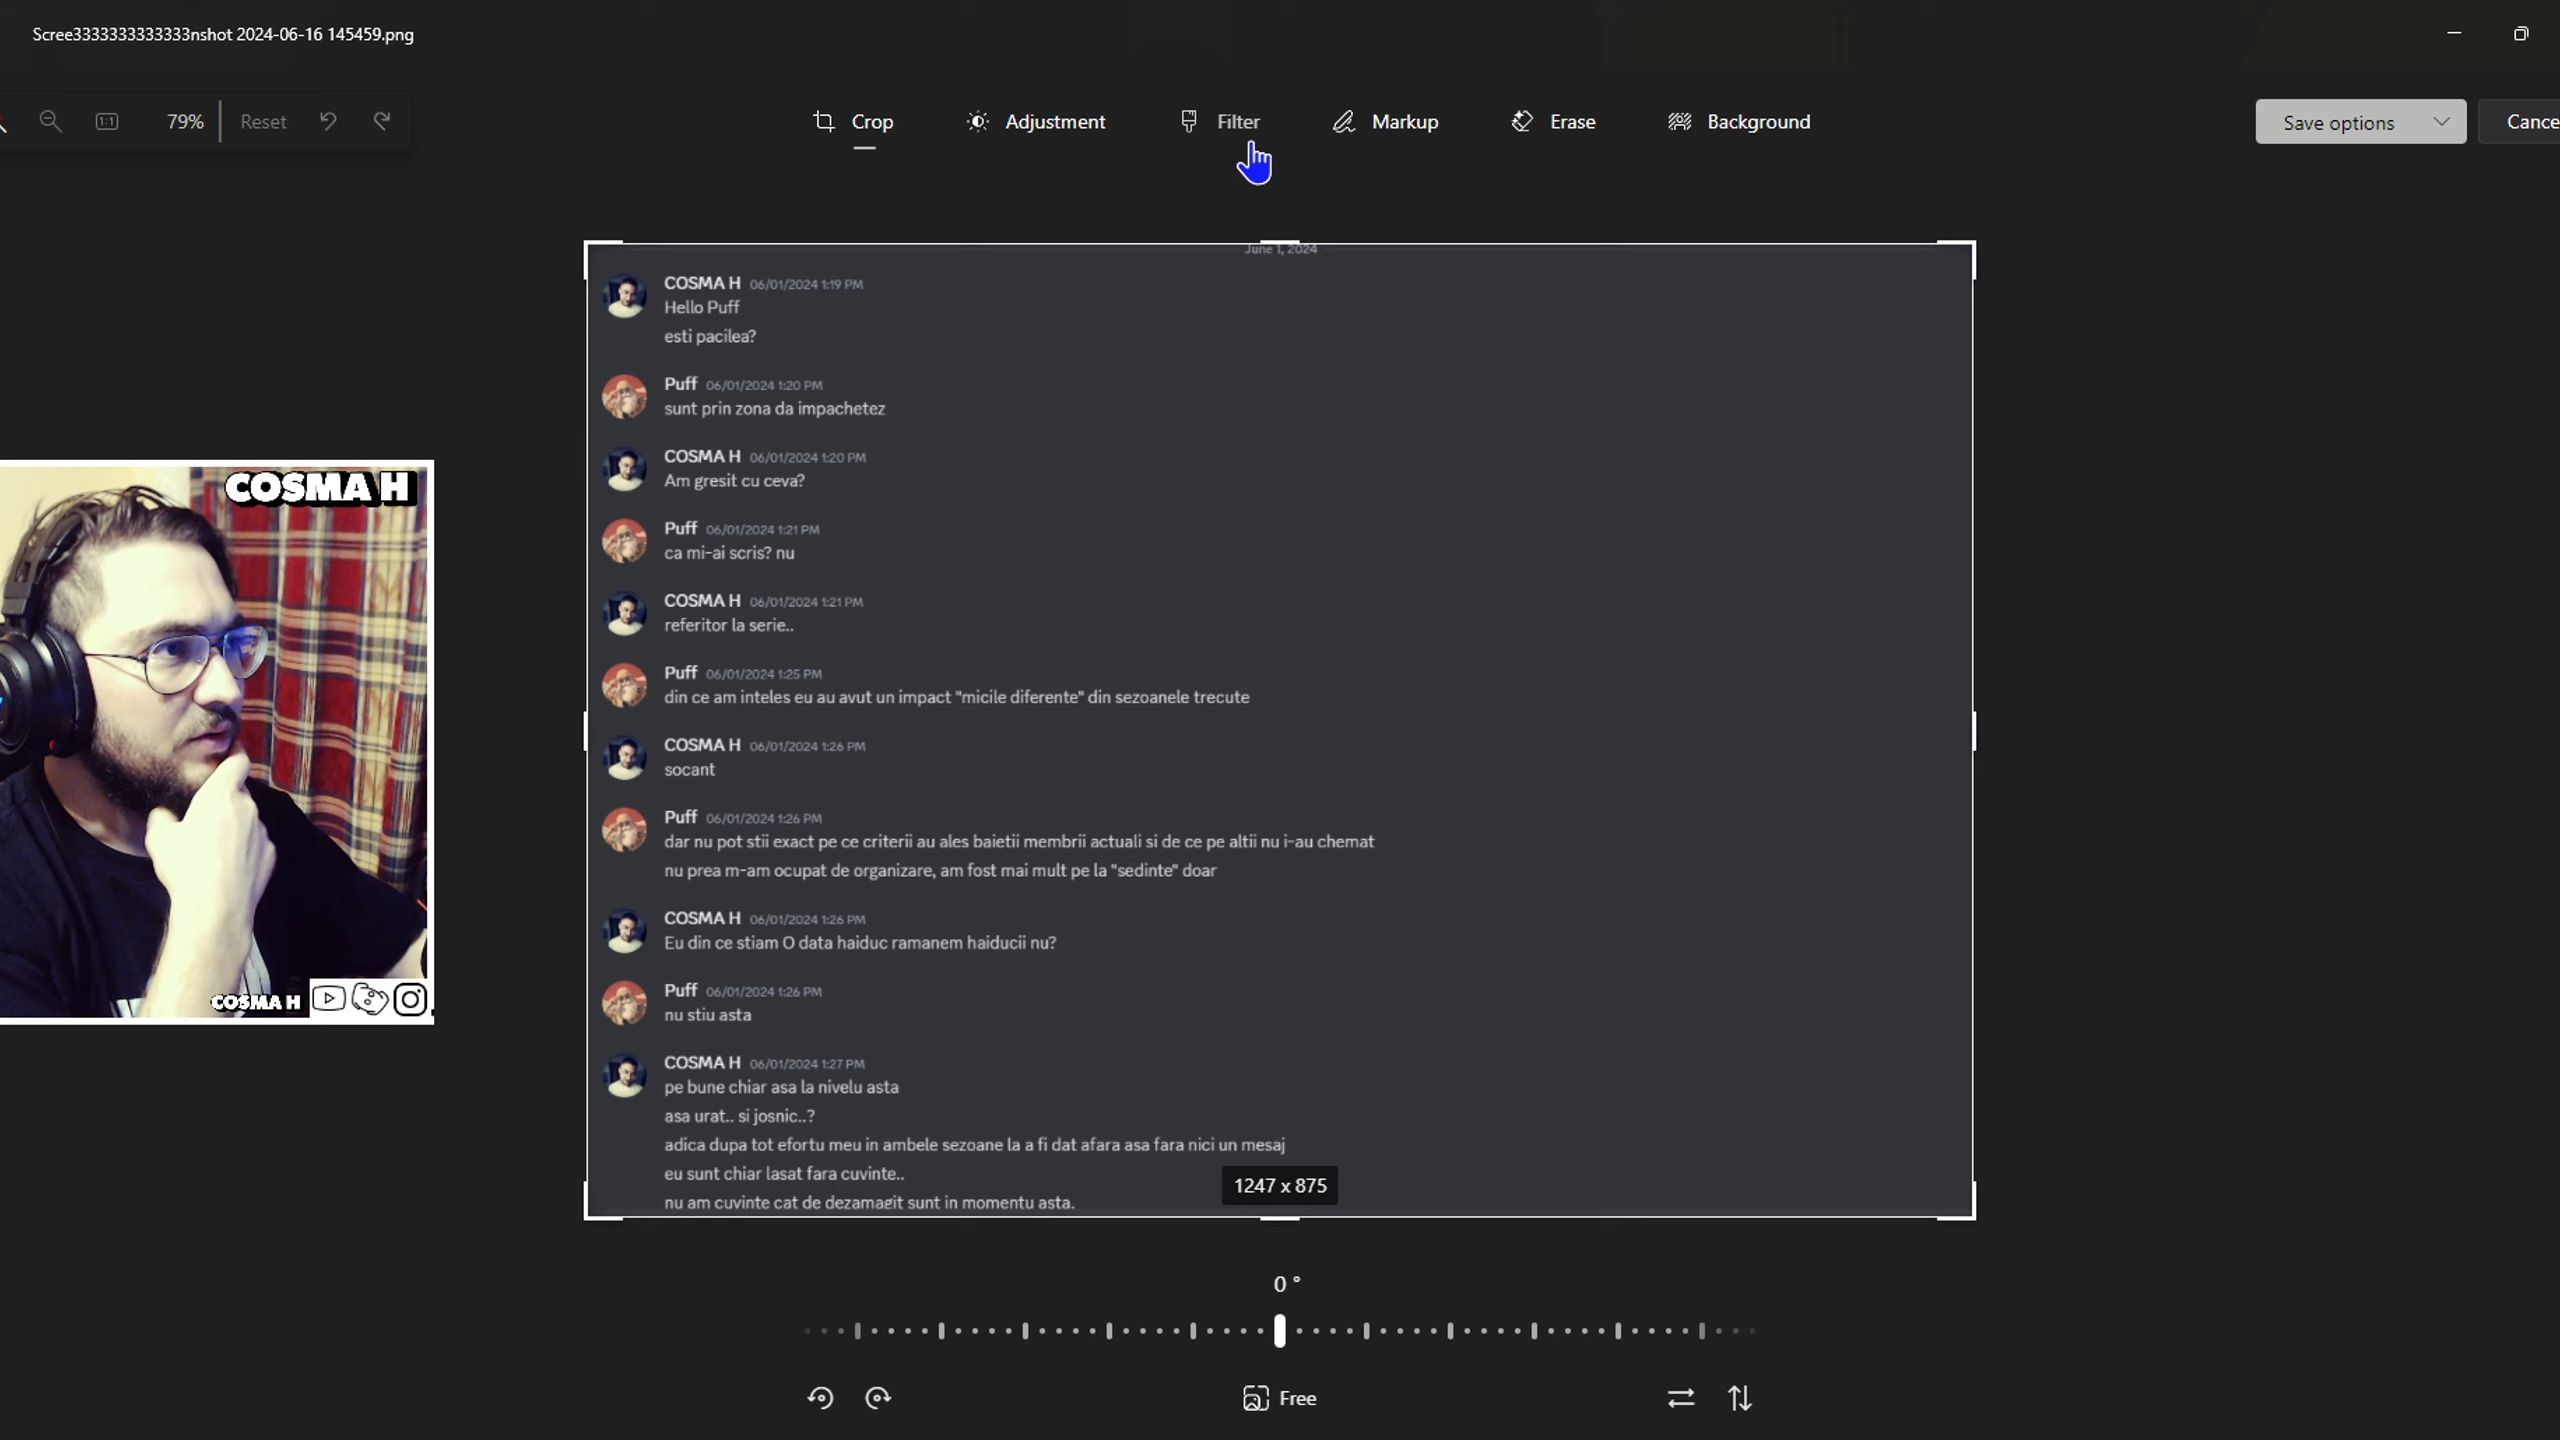 Scree3333333333333nshot 2024-06-16 145459.png
79% Reset
Crop Adjustment Filter Markup Erase Background
Save options
Cance
June 1, 2024
COSMA H 06/01/2024 1:19 PM
Hello Puff
esti pacilea?
Puff 06/01/2024 1:20 PM
sunt prin zona da impachetez
COSMA H 06/01/2024 1:20 PM
Am gresit cu ceva?
Puff 06/01/2024 1:21 PM
ca mi-ai scris? nu
COSMA H 06/01/2024 1:21 PM
referitor la serie..
Puff 06/01/2024 1:25 PM
din ce am inteles eu au avut un impact "micile diferente" din sezoanele trecute
COSMA H 06/01/2024 1:26 PM
socant
Puff 06/01/2024 1:26 PM
dar nu pot stii exact pe ce criterii au ales baietii membrii actuali si de ce pe altii nu i-au chemat
nu prea m-am ocupat de organizare, am fost mai mult pe la "sedinte" doar
COSMA H 06/01/2024 1:26 PM
Eu din ce stiam O data haiduc ramanem haiducii nu?
Puff 06/01/2024 1:26 PM
nu stiu asta
COSMA H 06/01/2024 1:27 PM
pe bune chiar asa la nivelu asta
asa urat.. si josnic..?
adica dupa tot efortu meu in ambele sezoane la a fi dat afara asa fara nici un mesaj
eu sunt chiar lasat fara cuvinte..
nu am cuvinte cat de dezamagit sunt in momentu asta.
1247 x 875
COSMA H
COSMA H
0 °
Free